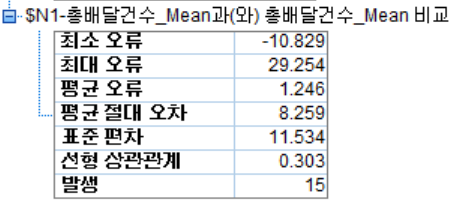 $N1-총배달건수_Mean과(와) 총배달건수_Mean 비교
최소 오류 -10.829
최대 오류 29.254
평균 오류 1.246
평균 절대 오차 8.259
표준 편차 11.534
선형 상관관계 0.303
발생 15